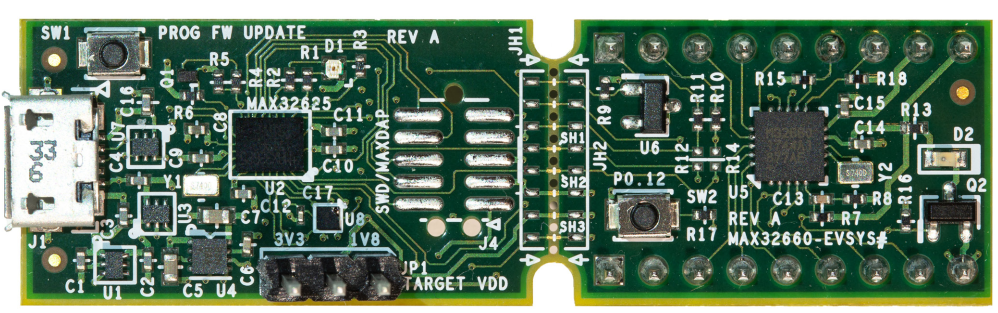 SW1
PROG FW UPDATE
REV A
JH1
R5
Q1
R4
R2
R1
D1
R3
C16
R6
U7
C4
C9
C8
MAX32625
C11
C10
U2
Y1
C3
U3
C7
C12
C17
U8
J1
C1
U1
C2
C5
U4
C6
3V3
1V8
JP1
TARGET VDD
SWD/MAXDAP
J4
SH1
JH2
SH2
SH3
R9
U6
R11
R10
R12
R14
R15
R18
C15
C14
R13
D2
U5
Y2
P0.12
SW2
R17
C13
R8
R7
R16
Q2
REV A
MAX32660-EVSYS#